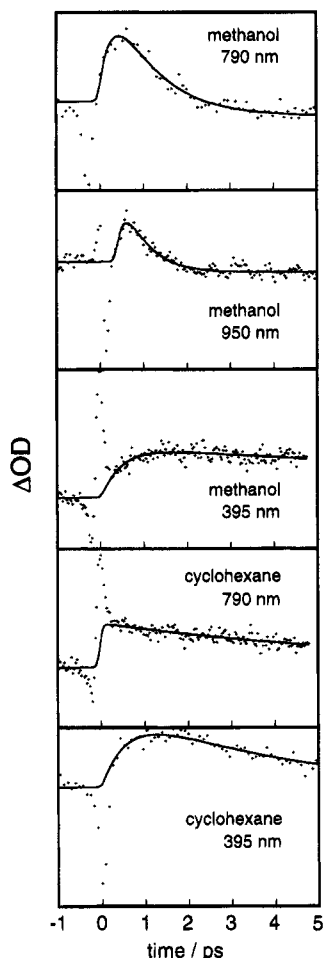 methanol
790 nm
methanol
950 nm
methanol
395 nm
ΔOD
cyclohexane
790 nm
cyclohexane
395 nm
-1 0 1 2 3 4 5
time / ps